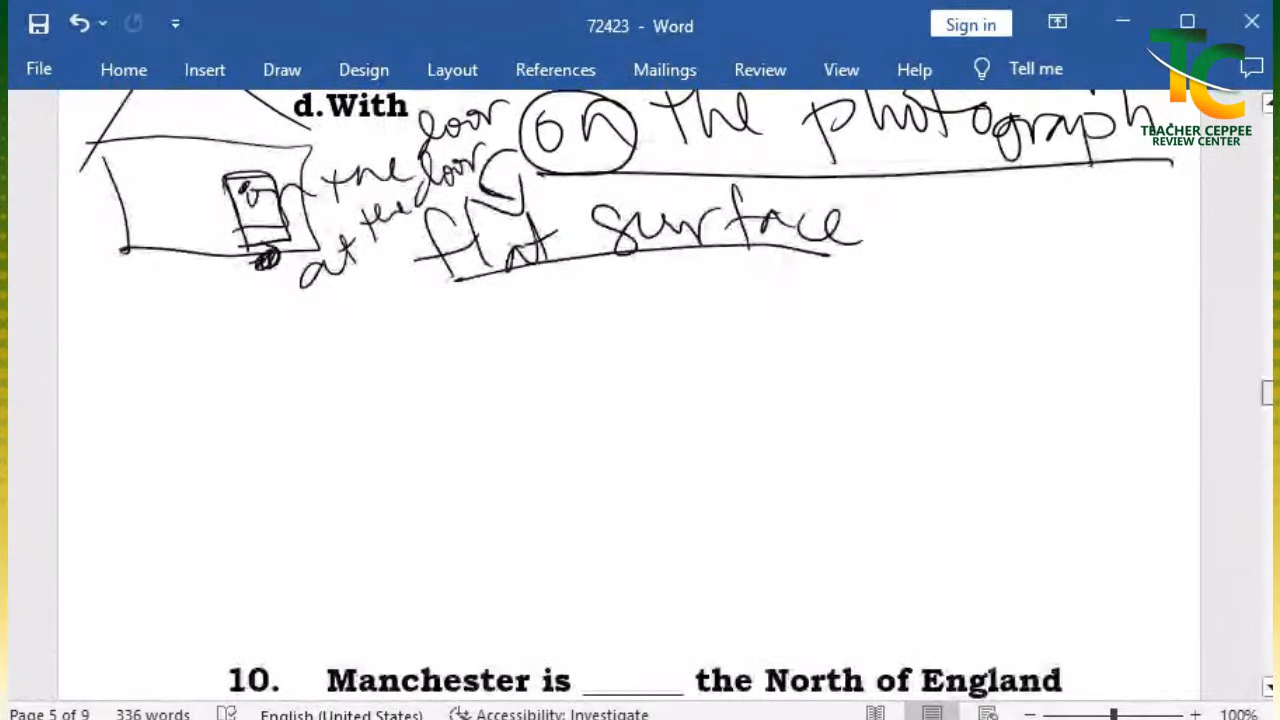 72423 - Word
Sign in
File Home Insert Draw Design Layout References Mailings Review View Help Tell me
TC
TEACHER CEPPEE
REVIEW CENTER
d.With
on the photograph
on the door
at the door
flat surface
10. Manchester is ______ the North of England
Page 5 of 9 336 words English (United States) Accessibility: Investigate 100%